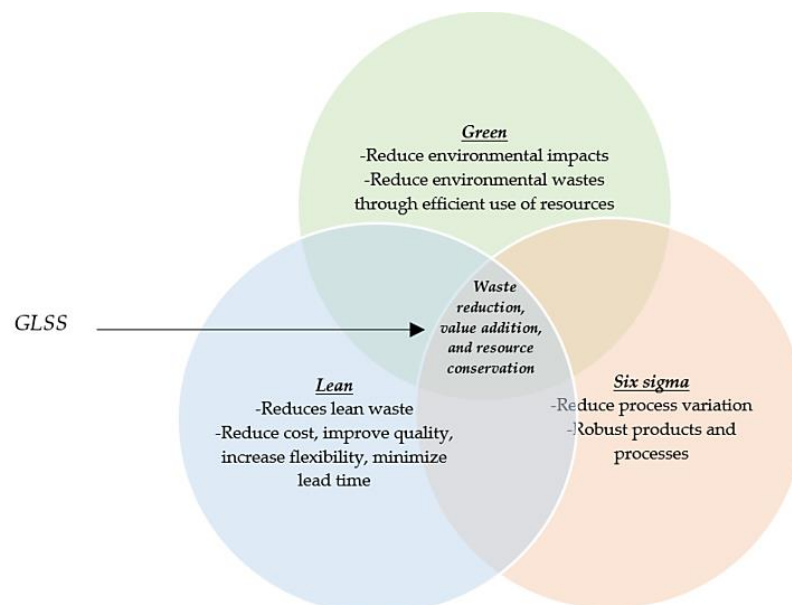 Green
-Reduce environmental impacts
-Reduce environmental wastes
through efficient use of resources
Waste
reduction,
value addition,
and resource
conservation
GLSS
Lean
-Reduces lean waste
-Reduce cost, improve quality,
increase flexibility, minimize
lead time
Six sigma
-Reduce process variation
-Robust products and
processes